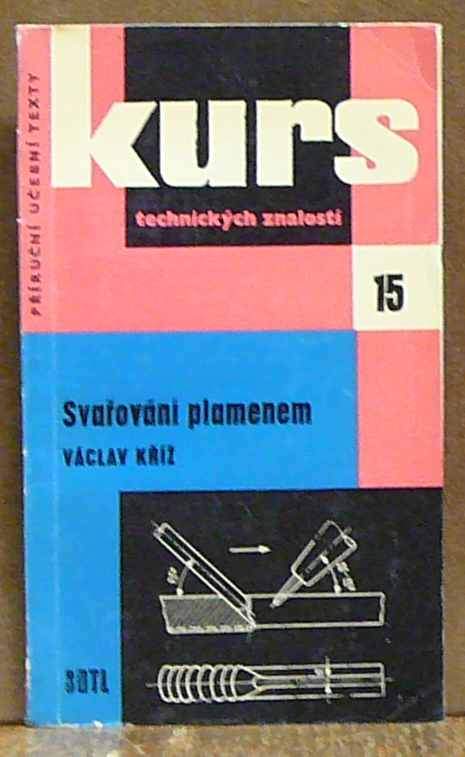 PŘÍRUČNÍ UČEBNÍ TEXTY
kurs
technických znalostí
15
Svařování plamenem
VÁCLAV KŘÍŽ
SNTL